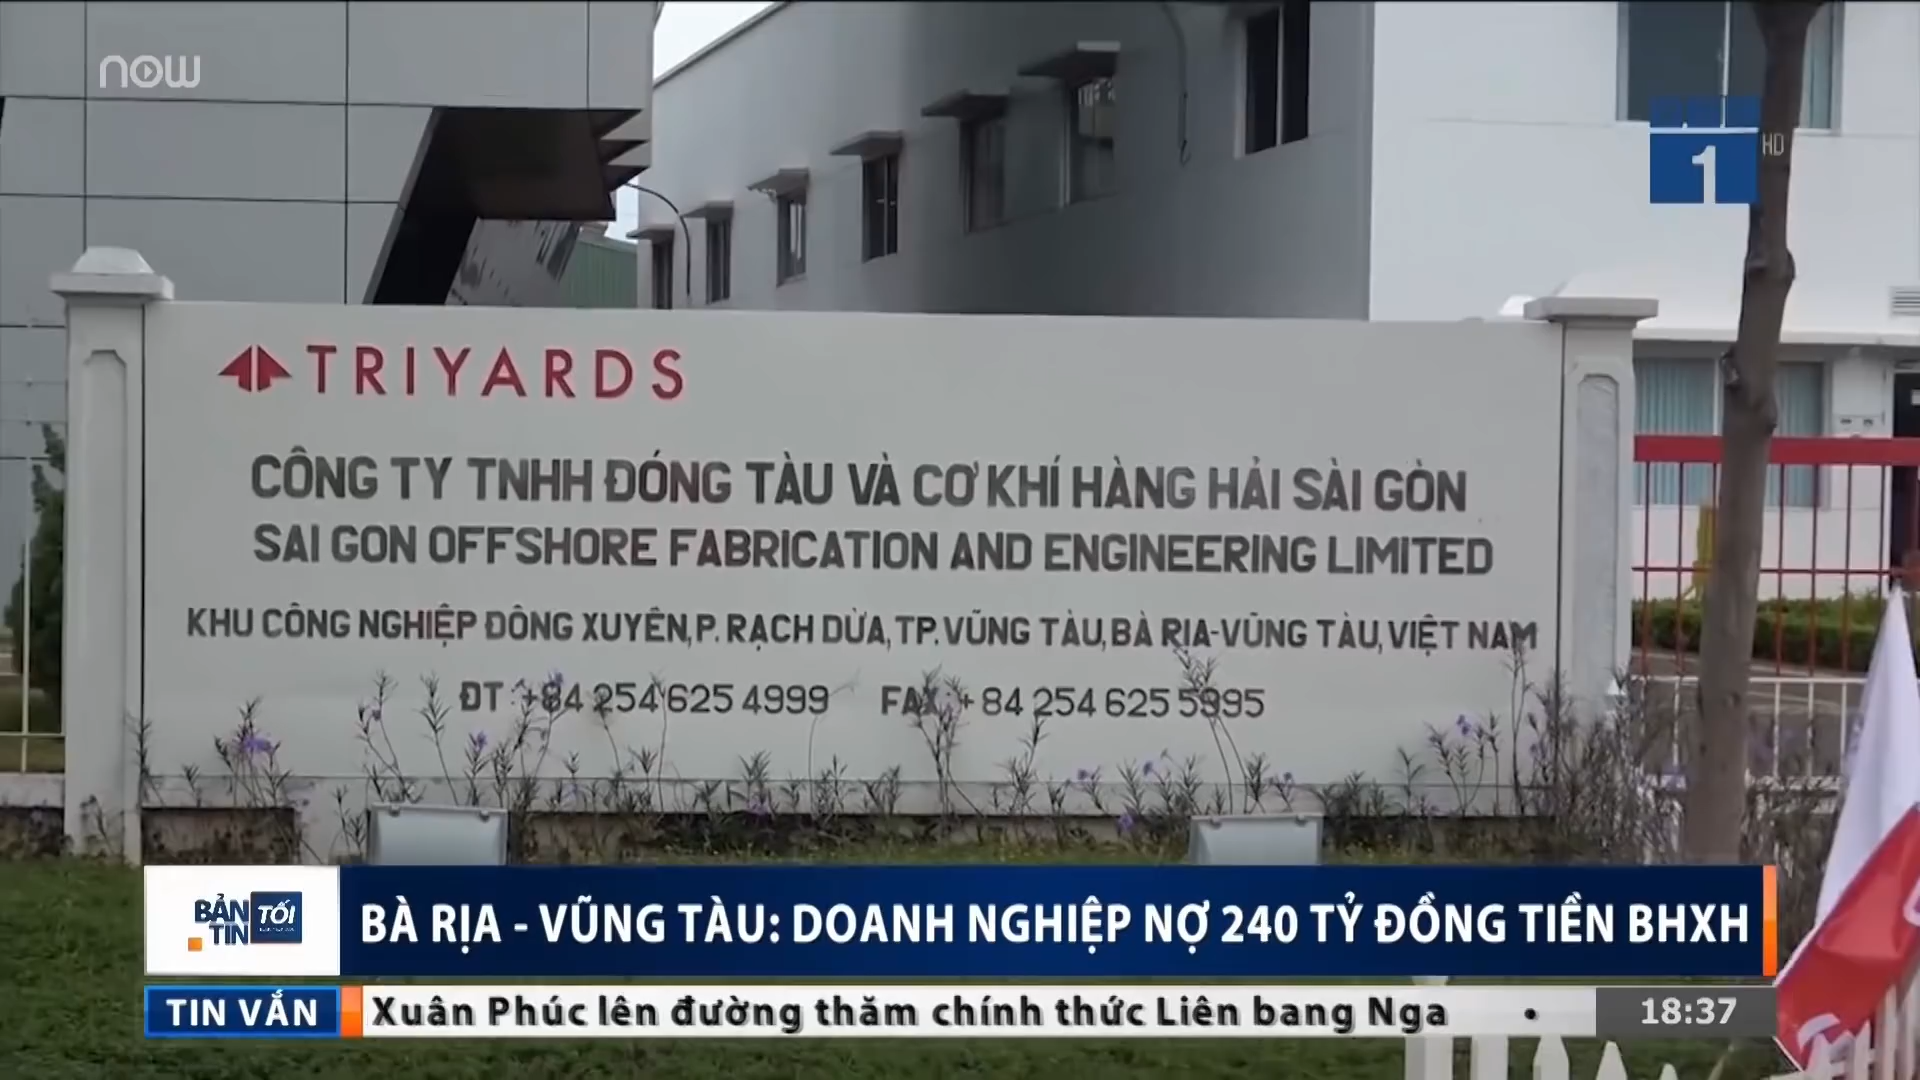 now
1
HD
TRIYARDS
CÔNG TY TNHH ĐÓNG TÀU VÀ CƠ KHÍ HÀNG HẢI SÀI GÒN
SAI GON OFFSHORE FABRICATION AND ENGINEERING LIMITED
KHU CÔNG NGHIỆP ĐÔNG XUYÊN, P. RẠCH DỪA, TP. VŨNG TÀU, BÀ RỊA-VŨNG TÀU, VIỆT NAM
ĐT : +84 254 625 4999 FAX : + 84 254 625 5995
BẢN TIN TỐI
BÀ RỊA - VŨNG TÀU: DOANH NGHIỆP NỢ 240 TỶ ĐỒNG TIỀN BHXH
TIN VẮN
Xuân Phúc lên đường thăm chính thức Liên bang Nga •
18:37